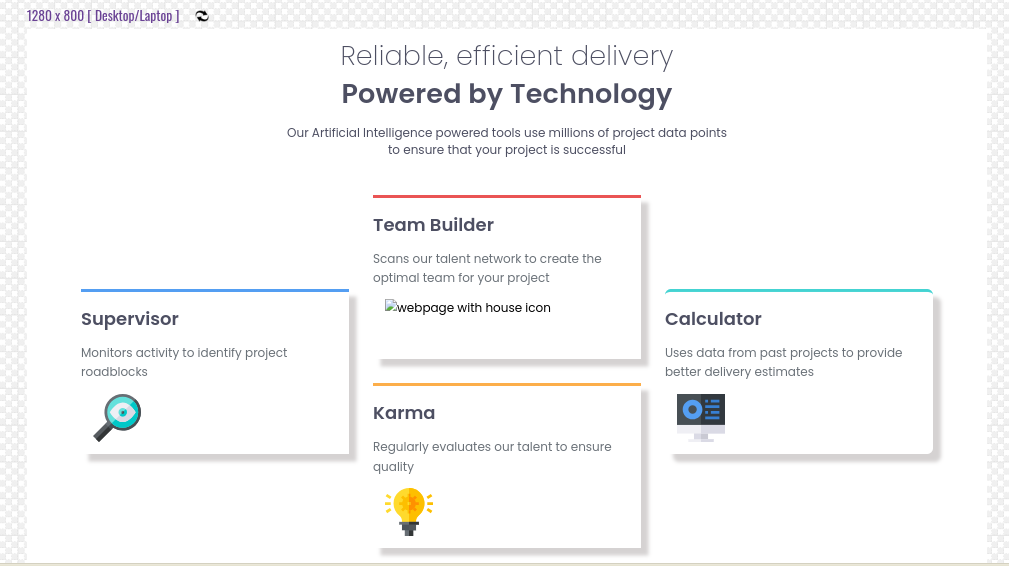 1280 x 800 [ Desktop/Laptop ]
Reliable, efficient delivery
Powered by Technology
Our Artificial Intelligence powered tools use millions of project data points
to ensure that your project is successful
Supervisor
Monitors activity to identify project
roadblocks
Team Builder
Scans our talent network to create the
optimal team for your project
webpage with house icon
Karma
Regularly evaluates our talent to ensure
quality
Calculator
Uses data from past projects to provide
better delivery estimates